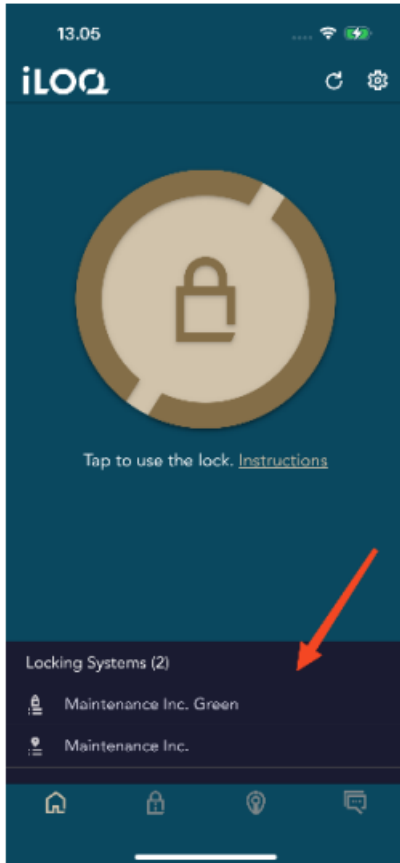 13.05
iLOQ
Tap to use the lock. Instructions
Locking Systems (2)
Maintenance Inc. Green
Maintenance Inc.